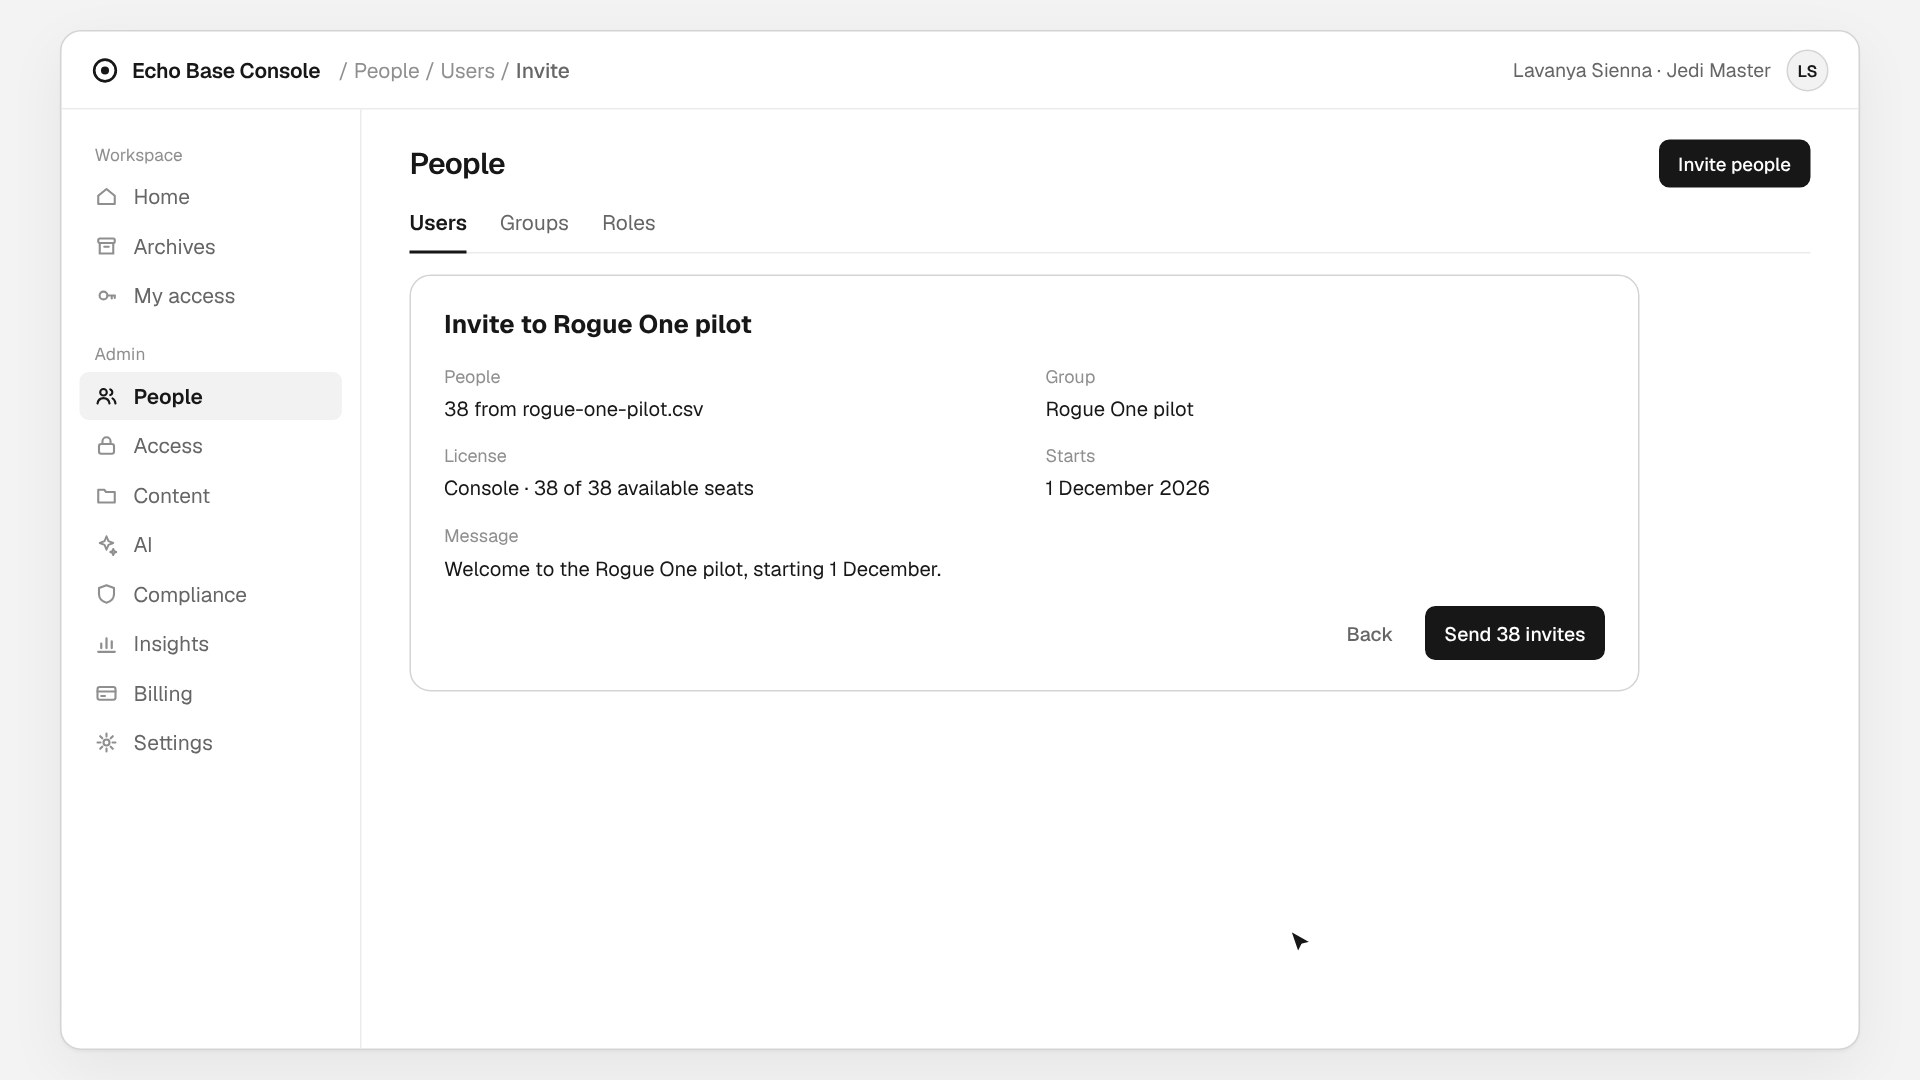 Echo Base Console / People / Users / Invite
Lavanya Sienna · Jedi Master LS
Workspace
Home
Archives
My access
Admin
People
Access
Content
AI
Compliance
Insights
Billing
Settings
People
Invite people
Users Groups Roles
Invite to Rogue One pilot
People
38 from rogue-one-pilot.csv
Group
Rogue One pilot
License
Console · 38 of 38 available seats
Starts
1 December 2026
Message
Welcome to the Rogue One pilot, starting 1 December.
Back
Send 38 invites